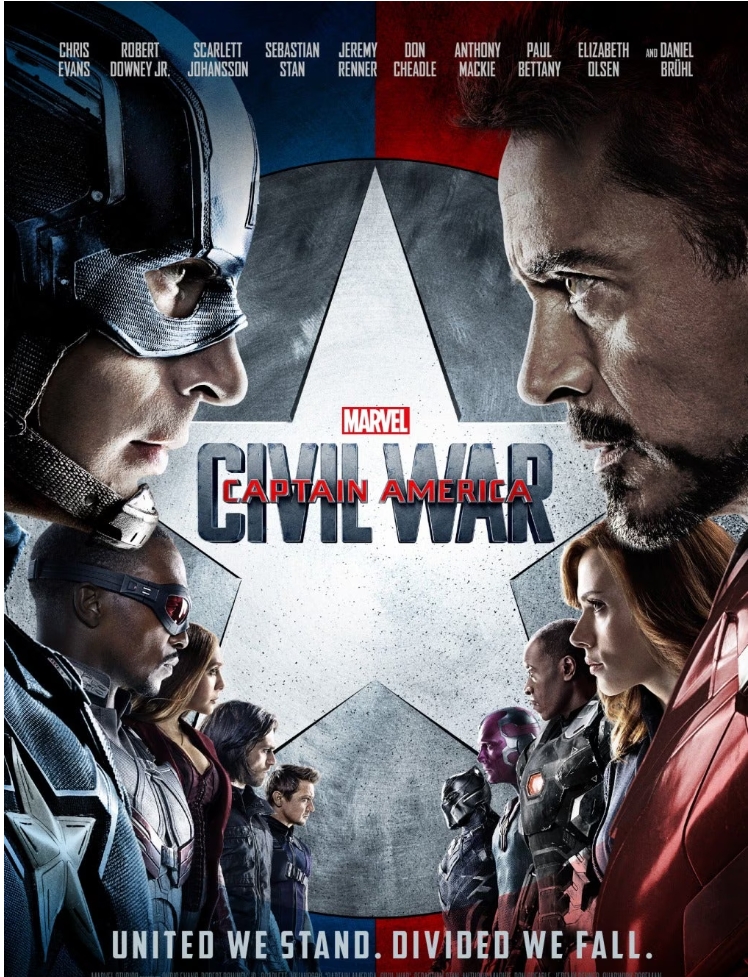 CHRIS EVANS
ROBERT DOWNEY JR.
SCARLETT JOHANSSON
SEBASTIAN STAN
JEREMY RENNER
DON CHEADLE
ANTHONY MACKIE
PAUL BETTANY
ELIZABETH OLSEN
AND DANIEL BRÜHL
MARVEL
CIVIL WAR
CAPTAIN AMERICA
UNITED WE STAND. DIVIDED WE FALL.